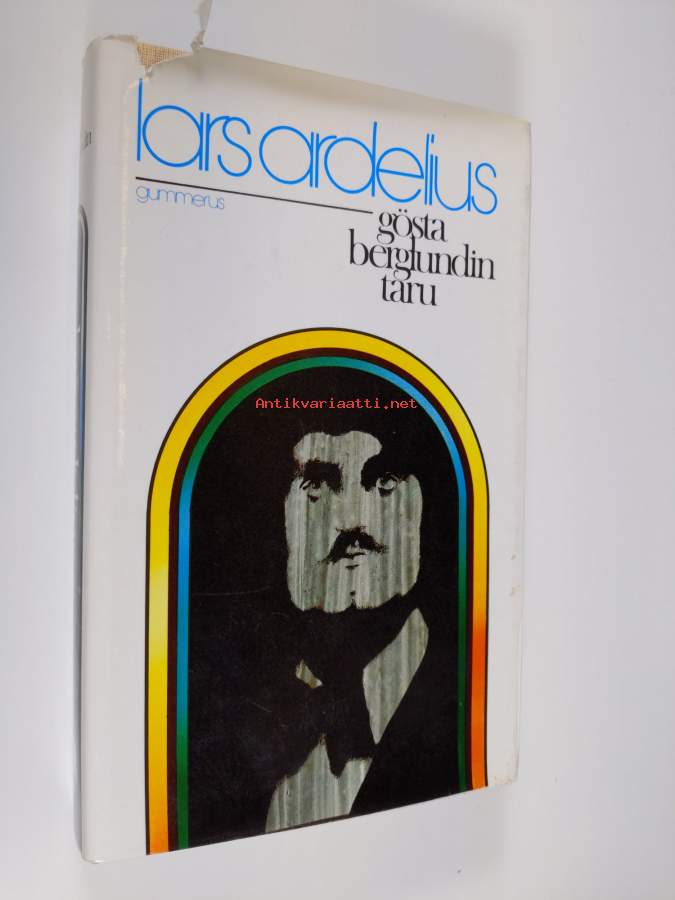 lars ardelius
gummerus
gösta
berglundin
taru
Antikvariaatti.net